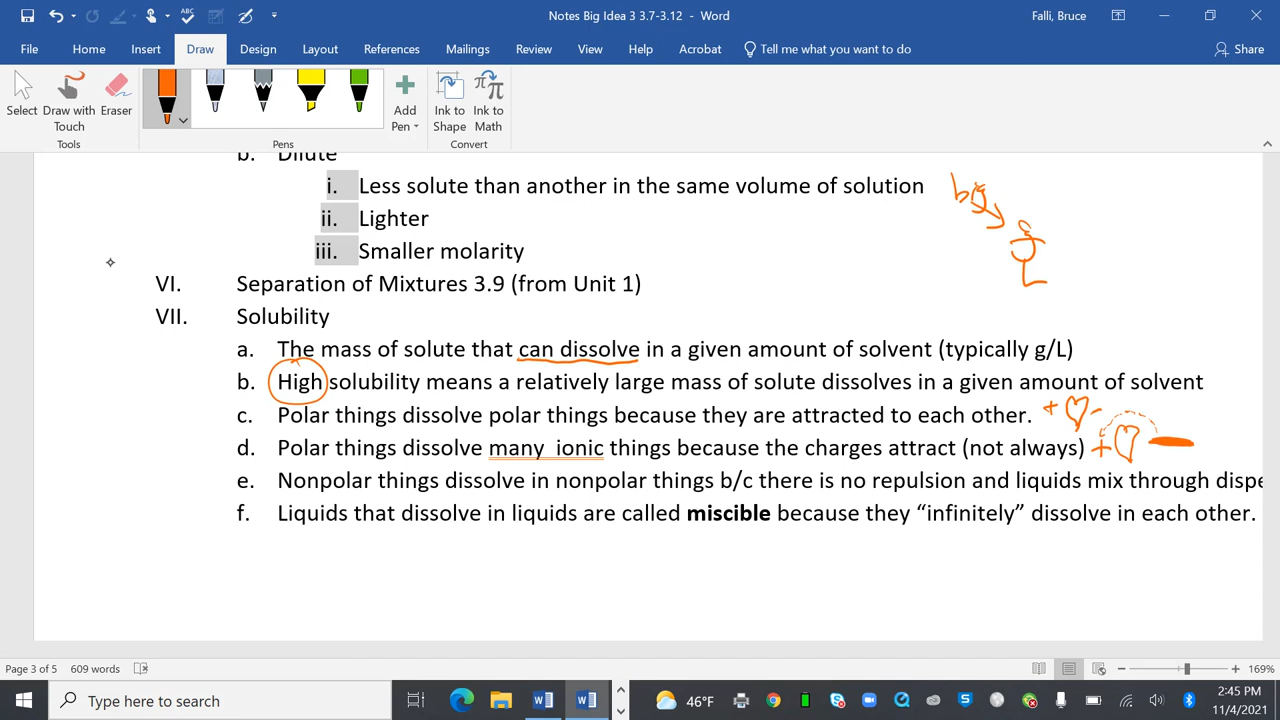 Notes Big Idea 3 3.7-3.12 - Word
Falli, Bruce
File Home Insert Draw Design Layout References Mailings Review View Help Acrobat Tell me what you want to do Share
Select Draw with Touch Eraser Add Pen Ink to Shape Ink to Math
Tools Pens Convert
b. Dilute
i. Less solute than another in the same volume of solution
ii. Lighter
iii. Smaller molarity
big
g
L
VI. Separation of Mixtures 3.9 (from Unit 1)
VII. Solubility
a. The mass of solute that can dissolve in a given amount of solvent (typically g/L)
b. High solubility means a relatively large mass of solute dissolves in a given amount of solvent
c. Polar things dissolve polar things because they are attracted to each other. + -
d. Polar things dissolve many ionic things because the charges attract (not always) + -
e. Nonpolar things dissolve in nonpolar things b/c there is no repulsion and liquids mix through dispe
f. Liquids that dissolve in liquids are called miscible because they “infinitely” dissolve in each other.
Page 3 of 5 609 words 169%
Type here to search 46°F 2:45 PM
11/4/2021